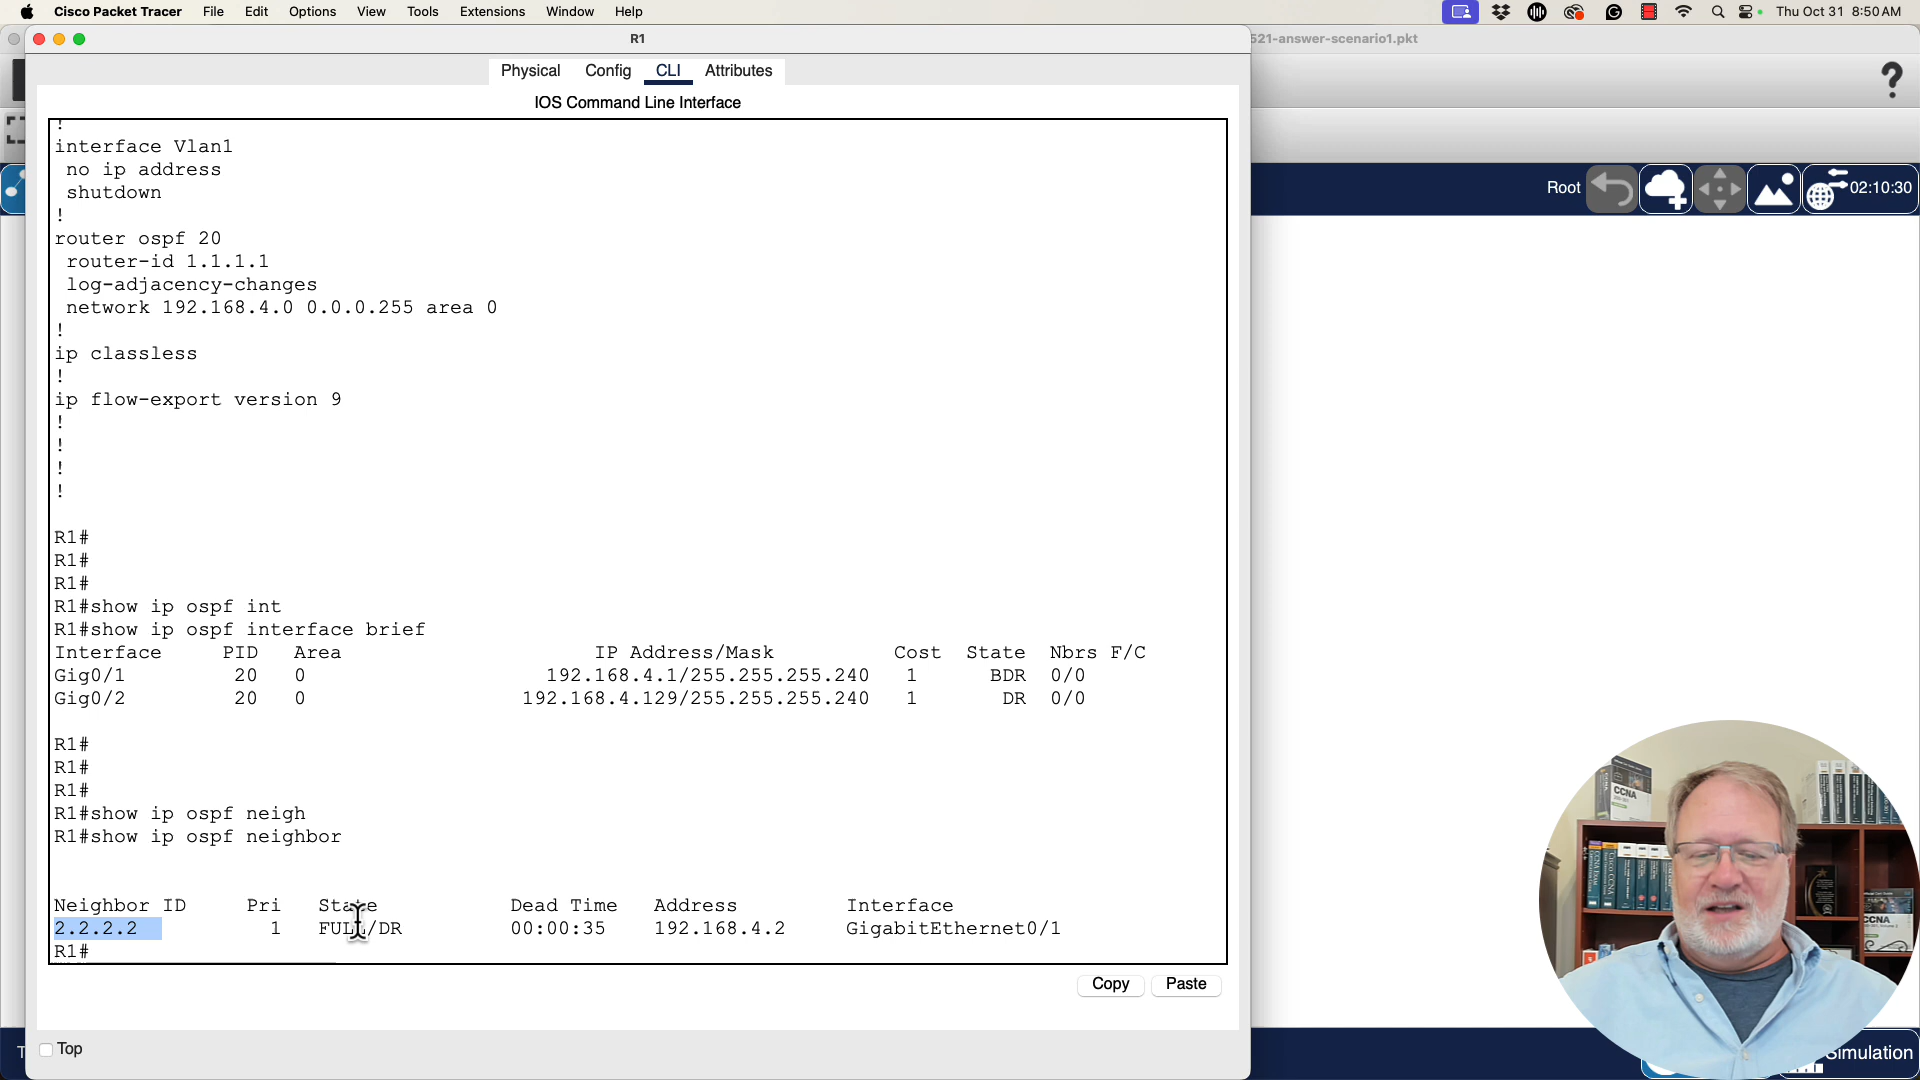 Cisco Packet Tracer File Edit Options View Tools Extensions Window Help Thu Oct 31 8:50 AM
R1
521-answer-scenario1.pkt
Physical Config CLI Attributes
IOS Command Line Interface
!
interface Vlan1
no ip address
shutdown
!
router ospf 20
router-id 1.1.1.1
log-adjacency-changes
network 192.168.4.0 0.0.0.255 area 0
!
ip classless
!
ip flow-export version 9
!
!
!
!
R1#
R1#
R1#
R1#show ip ospf int
R1#show ip ospf interface brief
Interface PID Area IP Address/Mask Cost State Nbrs F/C
Gig0/1 20 0 192.168.4.1/255.255.255.240 1 BDR 0/0
Gig0/2 20 0 192.168.4.129/255.255.255.240 1 DR 0/0
R1#
R1#
R1#
R1#show ip ospf neigh
R1#show ip ospf neighbor
Neighbor ID Pri State Dead Time Address Interface
2.2.2.2 1 FULL/DR 00:00:35 192.168.4.2 GigabitEthernet0/1
R1#
Copy Paste
Top
Root 02:10:30
?
CCNA
Simulation